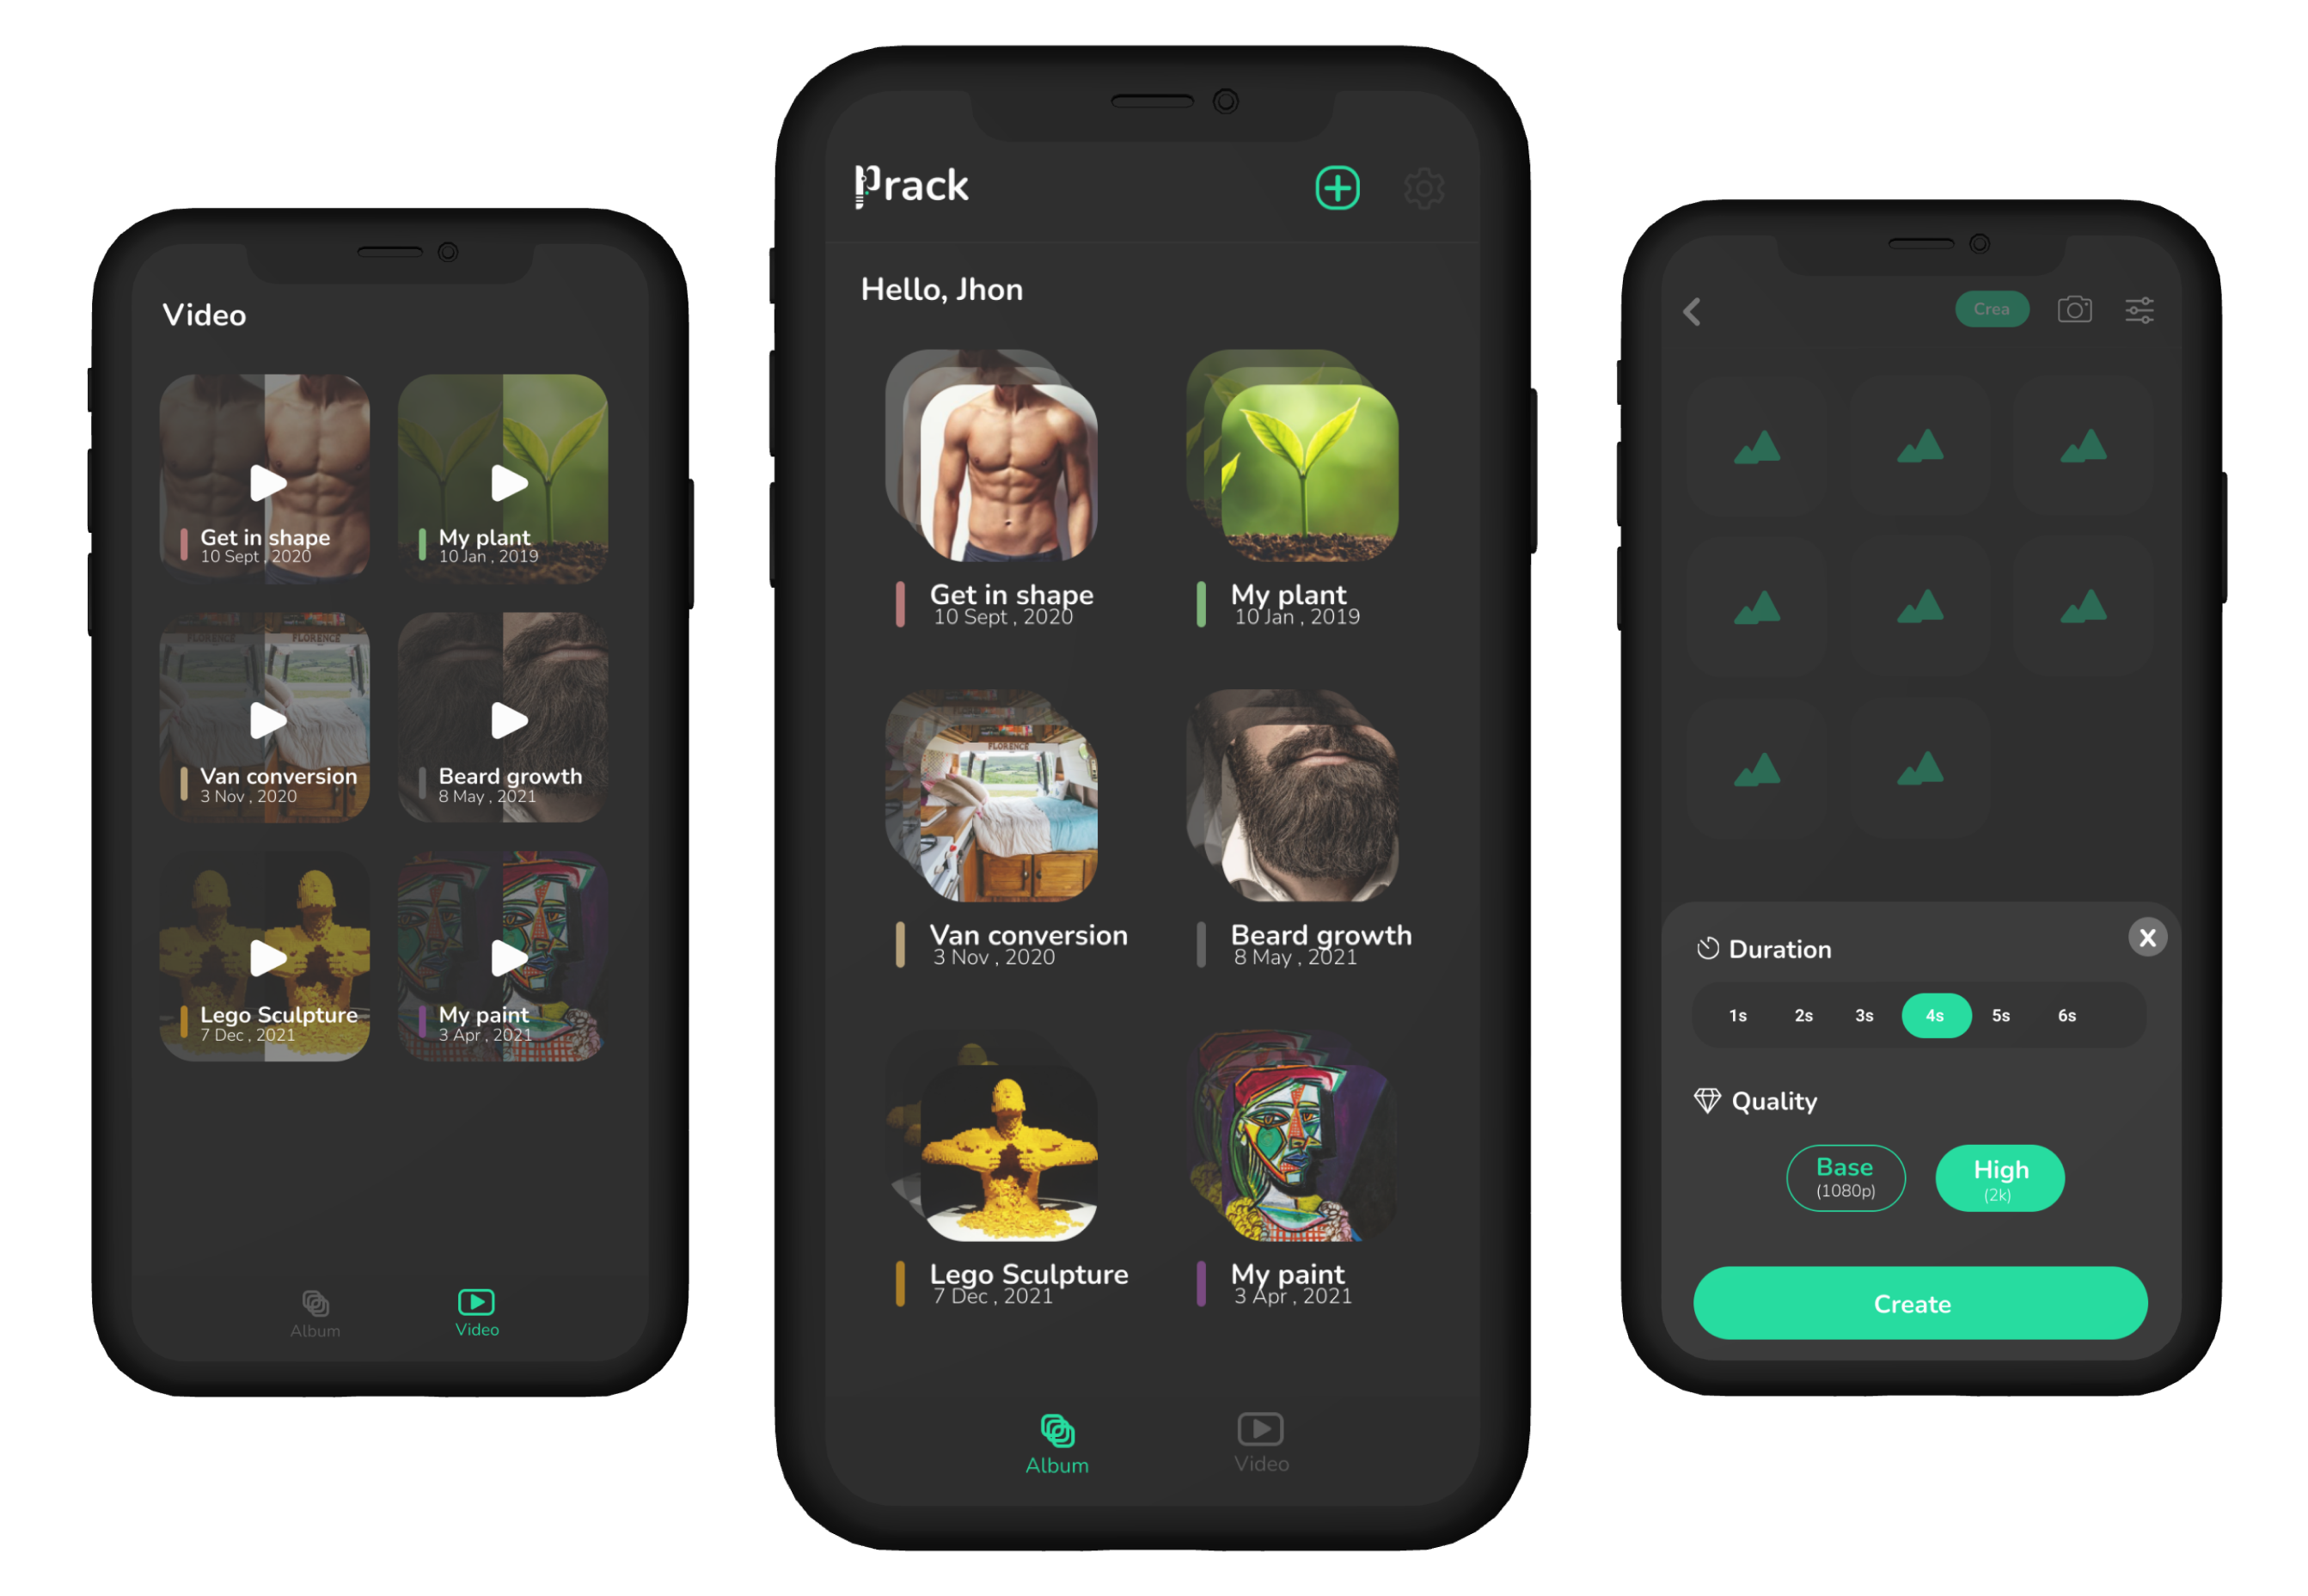 Video
Get in shape
10 Sept , 2020
My plant
10 Jan , 2019
FLORENCE
FLORENCE
Van conversion
3 Nov , 2020
Beard growth
8 May , 2021
Lego Sculpture
7 Dec , 2021
My paint
3 Apr , 2021
Album
Video
Prack
Hello, Jhon
Get in shape
10 Sept , 2020
My plant
10 Jan , 2019
FLORENCE
Van conversion
3 Nov , 2020
Beard growth
8 May , 2021
Lego Sculpture
7 Dec , 2021
My paint
3 Apr , 2021
Album
Video
Crea
Duration
X
1s 2s 3s 4s 5s 6s
Quality
Base
(1080p)
High
(2k)
Create